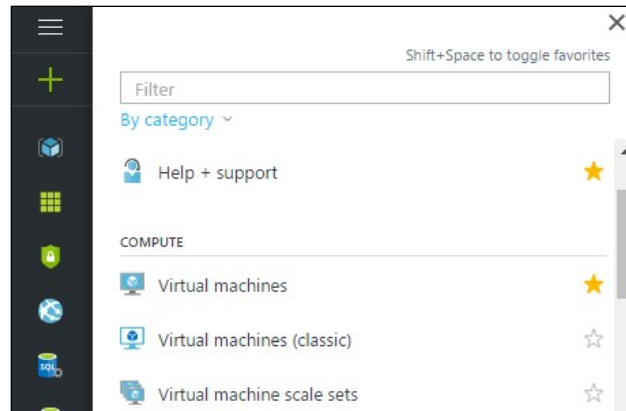 Shift+Space to toggle favorites
Filter
By category
Help + support
COMPUTE
Virtual machines
Virtual machines (classic)
SQL
Virtual machine scale sets